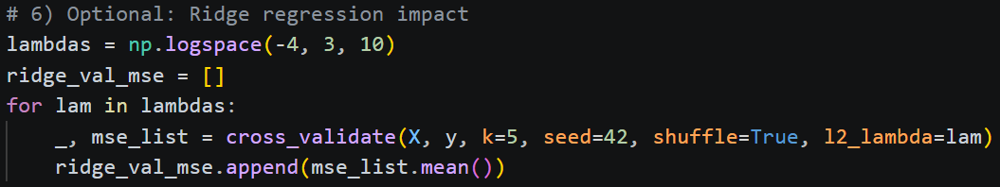 # 6) Optional: Ridge regression impact
lambdas = np.logspace(-4, 3, 10)
ridge_val_mse = []
for lam in lambdas:
    _, mse_list = cross_validate(X, y, k=5, seed=42, shuffle=True, l2_lambda=lam)
    ridge_val_mse.append(mse_list.mean())